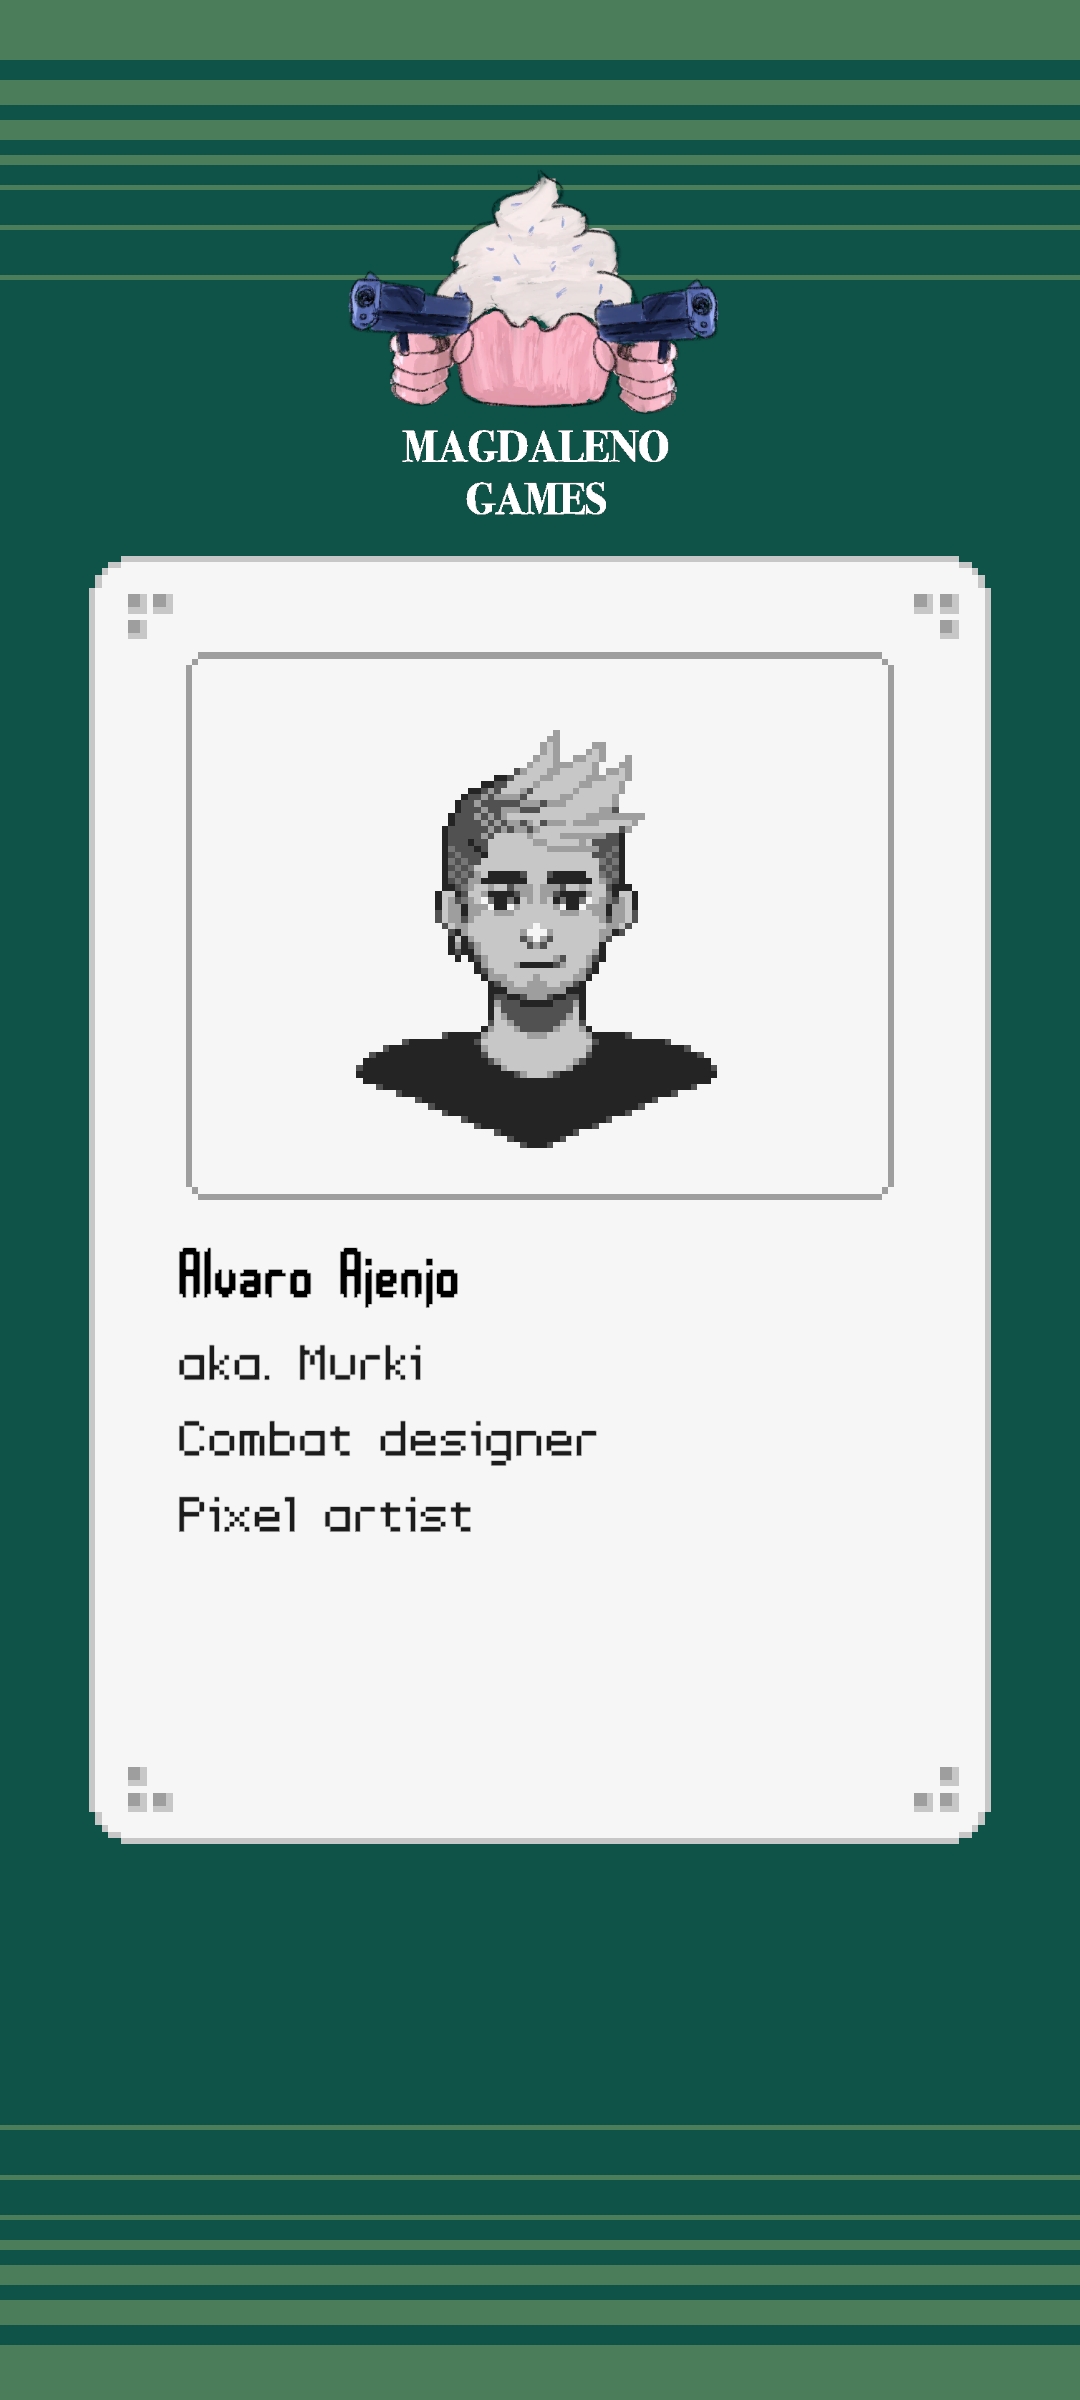 MAGDALENO
GAMES
Alvaro Ajenjo
aka. Murki
Combat designer
Pixel artist